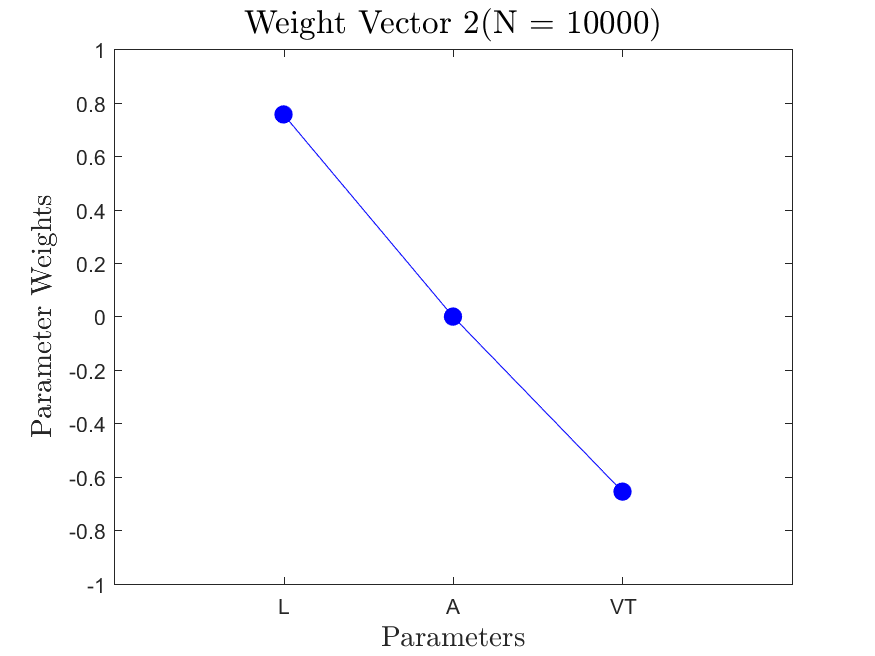 Weight Vector 2(N = 10000)
1
0.8
0.6
0.4
0.2
0
-0.2
-0.4
-0.6
-0.8
-1
Parameter Weights
L A VT
Parameters